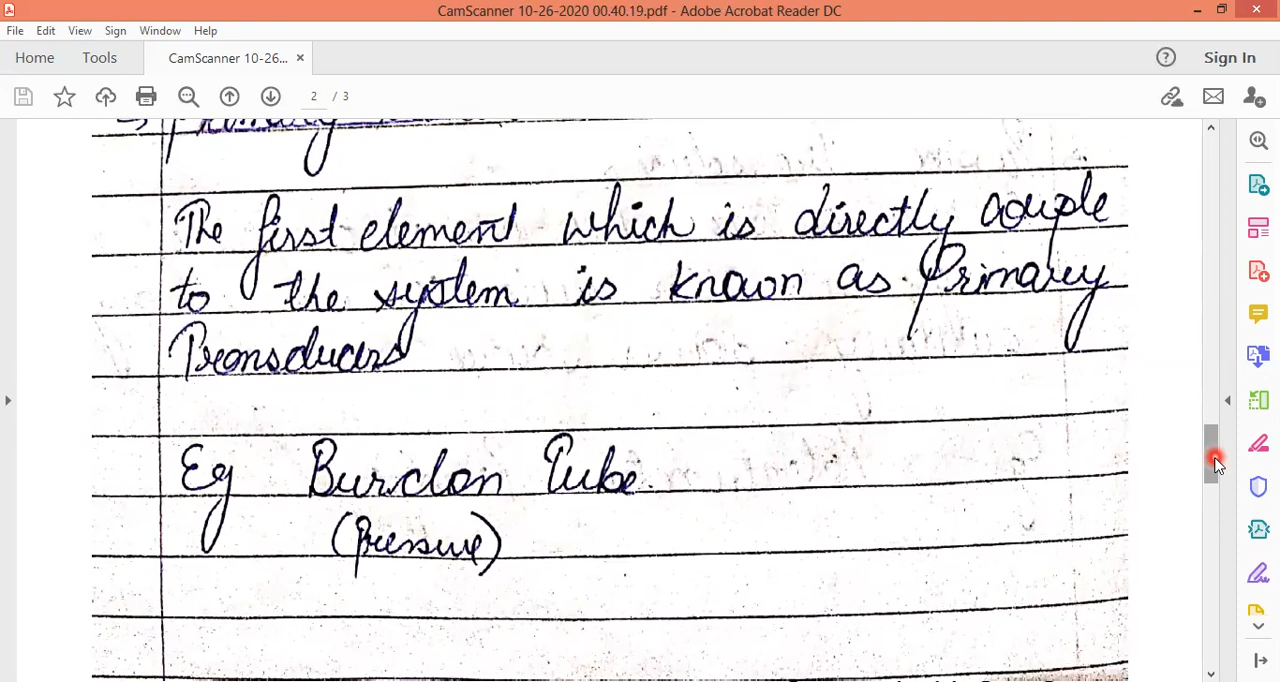 CamScanner 10-26-2020 00.40.19.pdf - Adobe Acrobat Reader DC
File Edit View Sign Window Help
Home Tools CamScanner 10-26... × Sign In
2 / 3
Primary
The first element which is directly couple
to the system is known as Primary
Transducers
Eg Burdon Tube.
(Pressure)